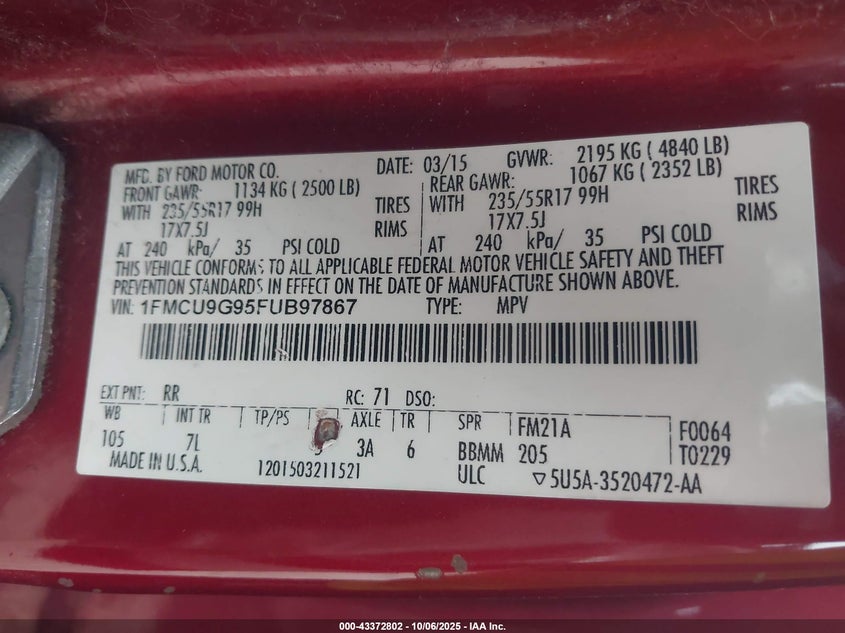 MFD. BY FORD MOTOR CO. DATE: 03/15 GVWR: 2195 KG ( 4840 LB)
FRONT GAWR: 1134 KG ( 2500 LB) REAR GAWR: 1067 KG ( 2352 LB)
WITH 235/55R17 99H TIRES WITH 235/55R17 99H TIRES
17X7.5J RIMS 17X7.5J RIMS
AT 240 kPa/ 35 PSI COLD AT 240 kPa/ 35 PSI COLD
THIS VEHICLE CONFORMS TO ALL APPLICABLE FEDERAL MOTOR VEHICLE SAFETY AND THEFT
PREVENTION STANDARDS IN EFFECT ON THE DATE OF MANUFACTURE SHOWN ABOVE.
VIN: 1FMCU9G95FUB97867 TYPE: MPV
EXT PNT: RR RC: 71 DSO:
WB INT TR TP/PS AXLE TR SPR FM21A F0064
105 7L 3A 6 BBMM 205 T0229
MADE IN U.S.A. 1201503211521 ULC ▽5U5A-3520472-AA
000-43372802 - 10/06/2025 - IAA Inc.